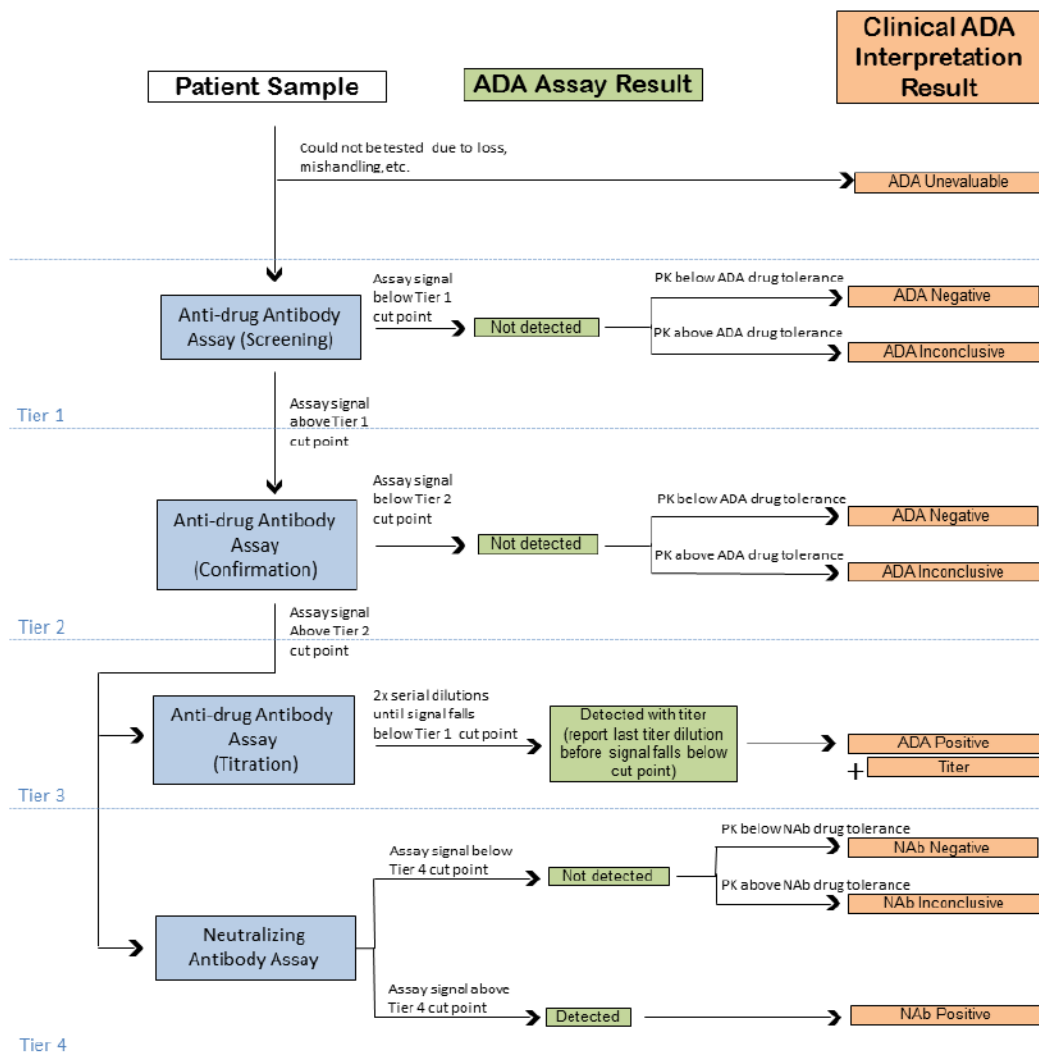 Patient Sample
ADA Assay Result
Clinical ADA
Interpretation
Result
Could not be tested due to loss,
mishandling, etc.
ADA Unevaluable
Assay signal
below Tier 1
cut point
PK below ADA drug tolerance
ADA Negative
Anti-drug Antibody
Assay (Screening)
Not detected
PK above ADA drug tolerance
ADA Inconclusive
Tier 1
Assay signal
above Tier 1
cut point
Assay signal
below Tier 2
cut point
PK below ADA drug tolerance
ADA Negative
Anti-drug Antibody
Assay
(Confirmation)
Not detected
PK above ADA drug tolerance
ADA Inconclusive
Tier 2
Assay signal
Above Tier 2
cut point
Anti-drug Antibody
Assay
(Titration)
2x serial dilutions
until signal falls
below Tier 1 cut point
Detected with titer
(report last titer dilution
before signal falls below
cut point)
ADA Positive
+
Titer
Tier 3
PK below NAb drug tolerance
NAb Negative
Assay signal below
Tier 4 cut point
Not detected
PK above NAb drug tolerance
NAb Inconclusive
Neutralizing
Antibody Assay
Assay signal above
Tier 4 cut point
Detected
NAb Positive
Tier 4